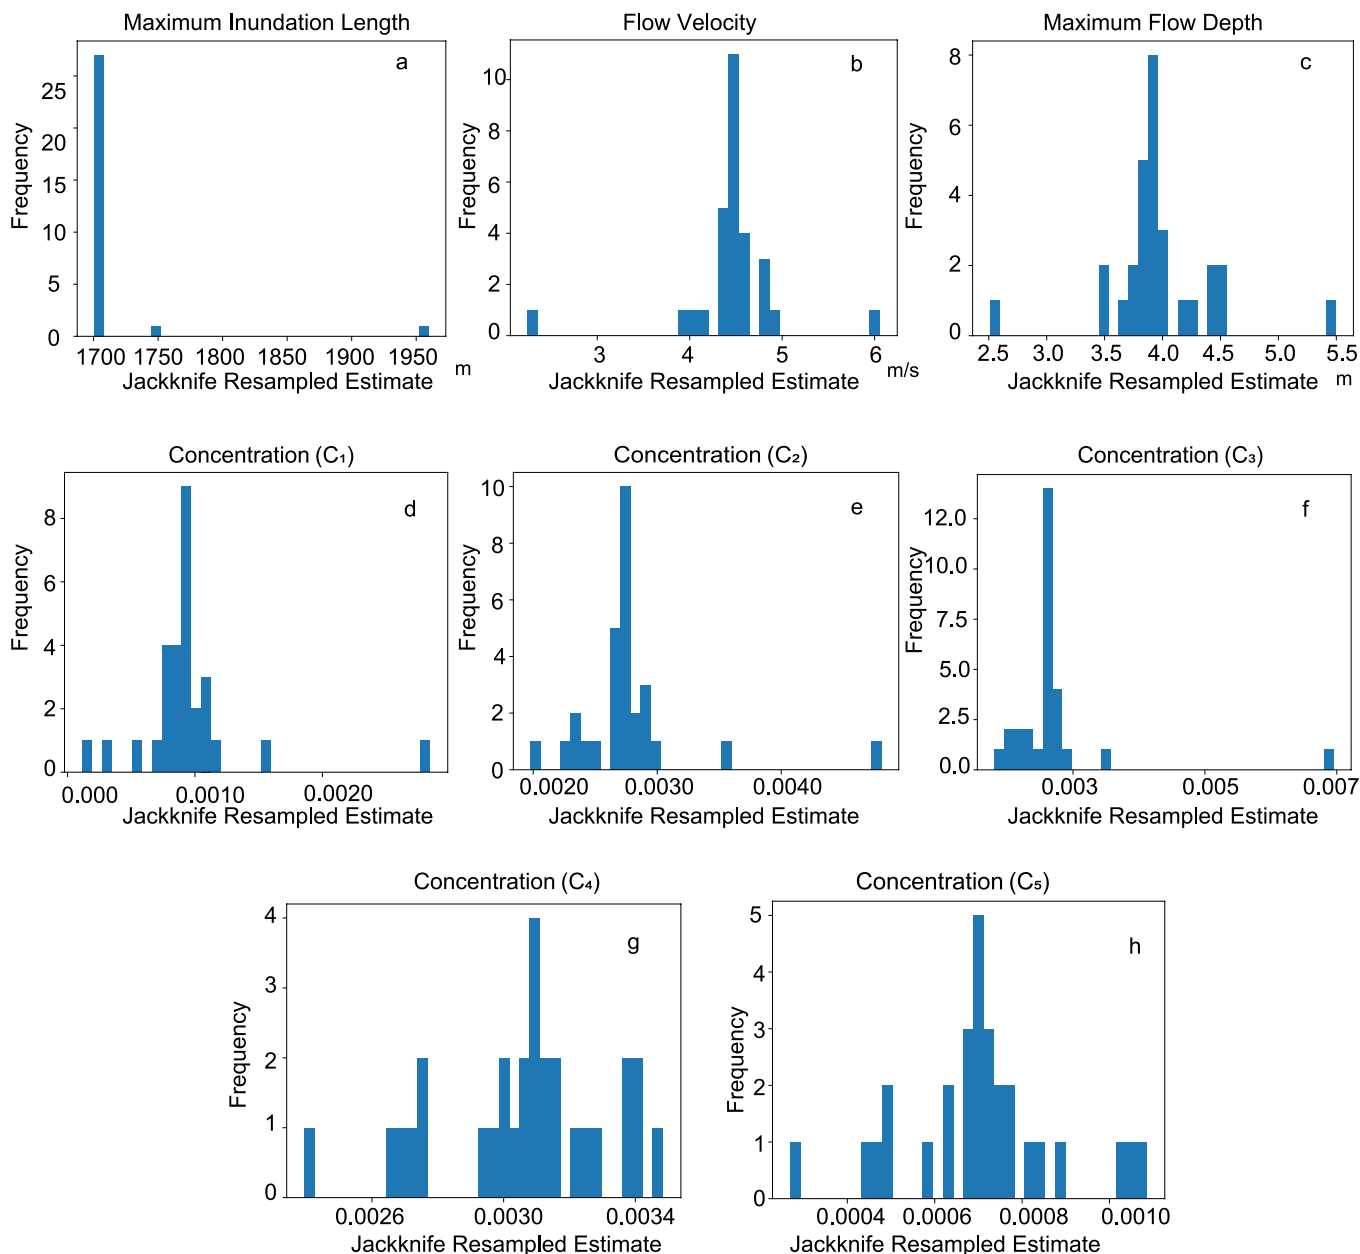 Maximum Inundation Length
a
Frequency
25
20
15
10
5
0
1700 1750 1800 1850 1900 1950 m
Jackknife Resampled Estimate
Flow Velocity
b
Frequency
10
8
6
4
2
0
3 4 5 6 m/s
Jackknife Resampled Estimate
Maximum Flow Depth
c
Frequency
8
6
4
2
0
2.5 3.0 3.5 4.0 4.5 5.0 5.5
Jackknife Resampled Estimate m
Concentration (C₁)
d
Frequency
8
6
4
2
0
0.000 0.0010 0.0020
Jackknife Resampled Estimate
Concentration (C₂)
e
Frequency
10
8
6
4
2
0
0.0020 0.0030 0.0040
Jackknife Resampled Estimate
Concentration (C₃)
f
Frequency
12.0
10.0
7.5
5.0
2.5
0.0
0.003 0.005 0.007
Jackknife Resampled Estimate
Concentration (C₄)
g
Frequency
4
3
2
1
0
0.0026 0.0030 0.0034
Jackknife Resampled Estimate
Concentration (C₅)
h
Frequency
5
4
3
2
1
0
0.0004 0.0006 0.0008 0.0010
Jackknife Resampled Estimate